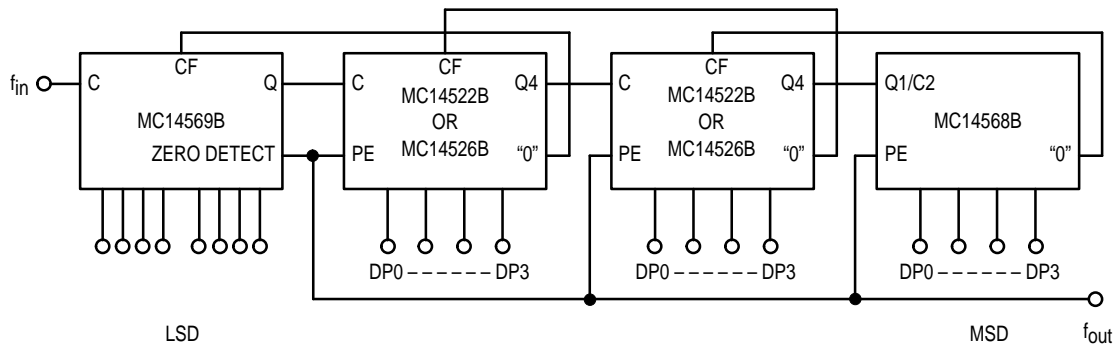 CF CF CF
f_in C Q C Q4 C Q4 Q1/C2
MC14569B MC14522B OR MC14526B MC14522B OR MC14526B MC14568B
ZERO DETECT PE “0” PE “0” PE “0”
DP0 – – – – – – DP3 DP0 – – – – – – DP3 DP0 – – – – – – DP3
LSD MSD f_out